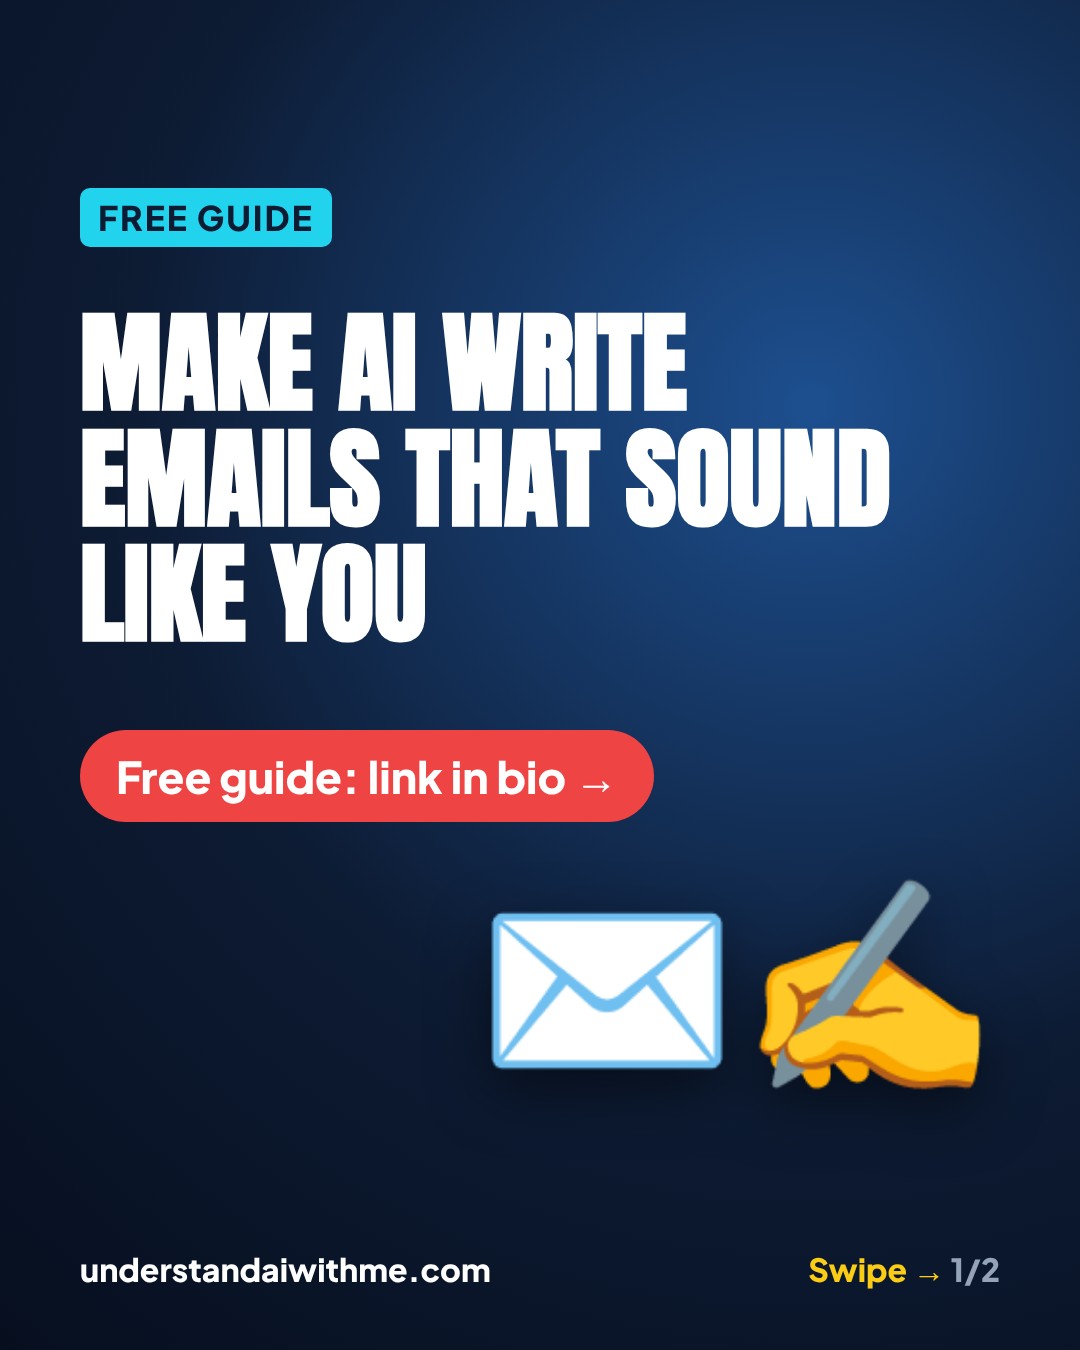 FREE GUIDE
MAKE AI WRITE
EMAILS THAT SOUND
LIKE YOU
Free guide: link in bio →
understandaiwithme.com
Swipe → 1/2